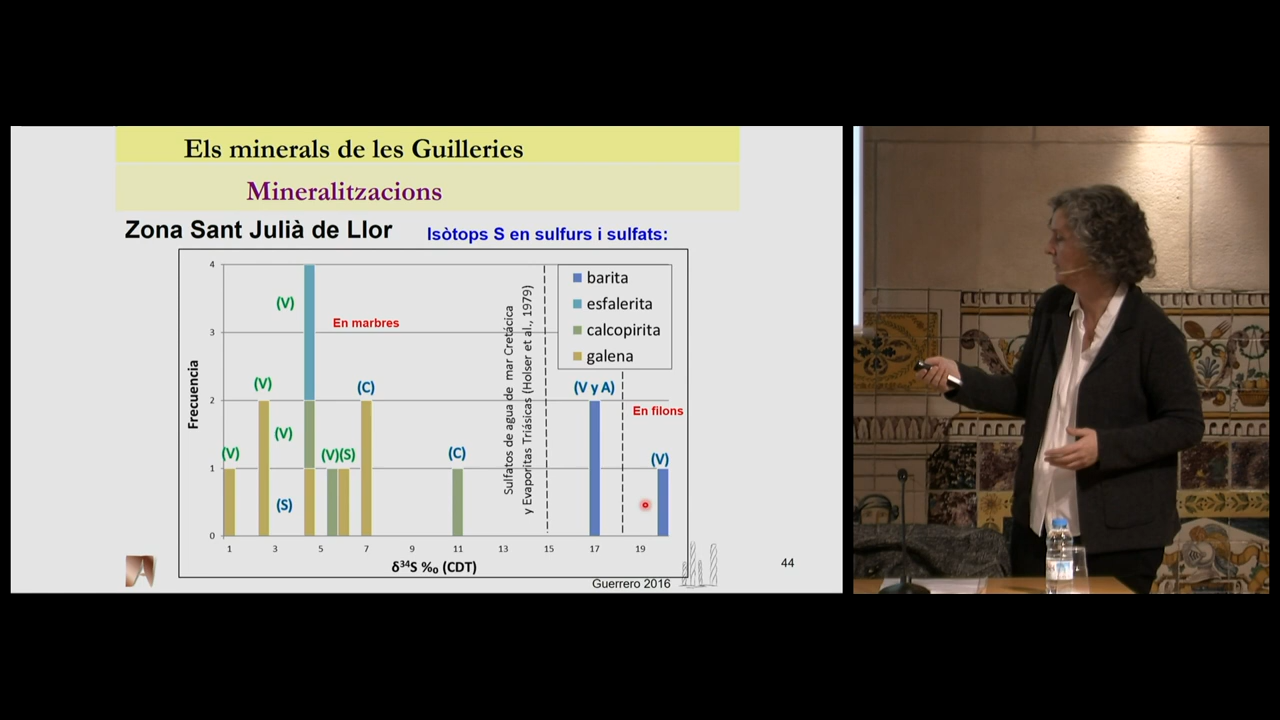 Els minerals de les Guilleries
Mineralitzacions
Zona Sant Julià de Llor
Isòtops S en sulfurs i sulfats:
Frecuencia
4
3
2
1
0
(V)
(V)
(V)
(V)
(S)
(V)(S)
(C)
(C)
En marbres
Sulfatos de agua de mar Cretácica
y Evaporitas Triásicas (Holser et al., 1979)
barita
esfalerita
calcopirita
galena
(V y A)
En filons
(V)
1 3 5 7 9 11 13 15 17 19
δ³⁴S ‰ (CDT)
Guerrero 2016
44